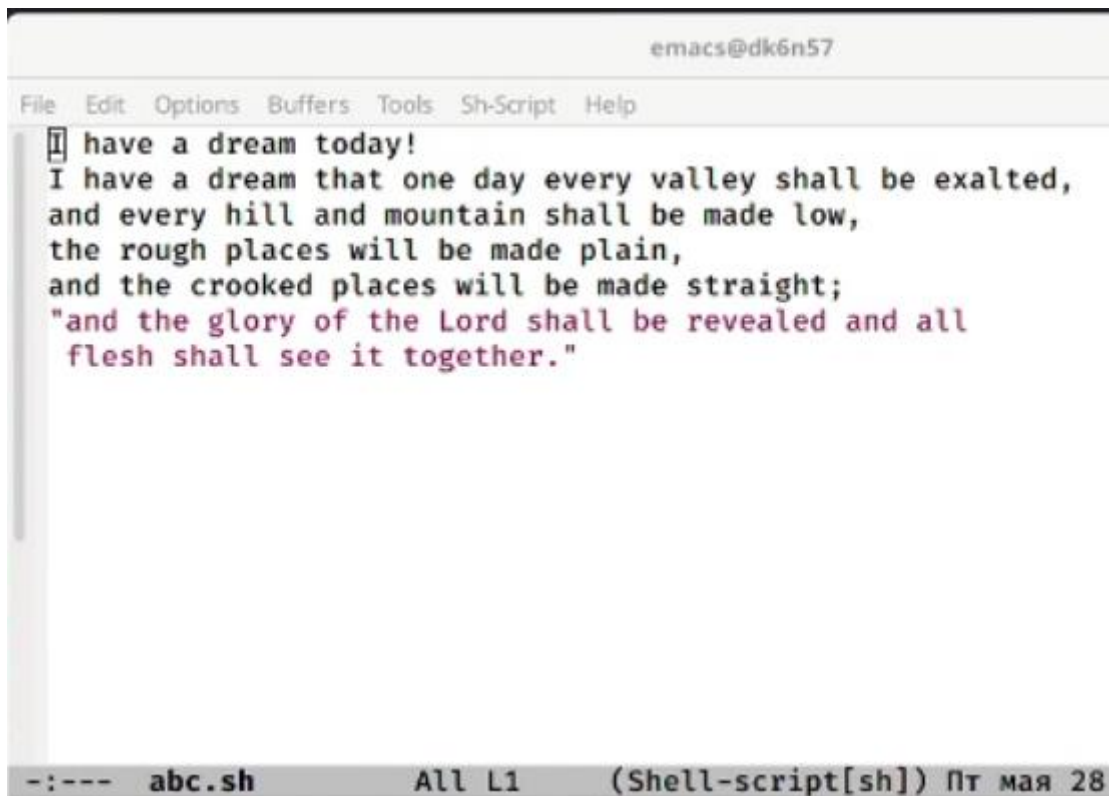 emacs@dk6n57
File Edit Options Buffers Tools Sh-Script Help
I have a dream today!
I have a dream that one day every valley shall be exalted,
and every hill and mountain shall be made low,
the rough places will be made plain,
and the crooked places will be made straight;
"and the glory of the Lord shall be revealed and all
flesh shall see it together."
-:--- abc.sh All L1 (Shell-script[sh]) Пт мая 28